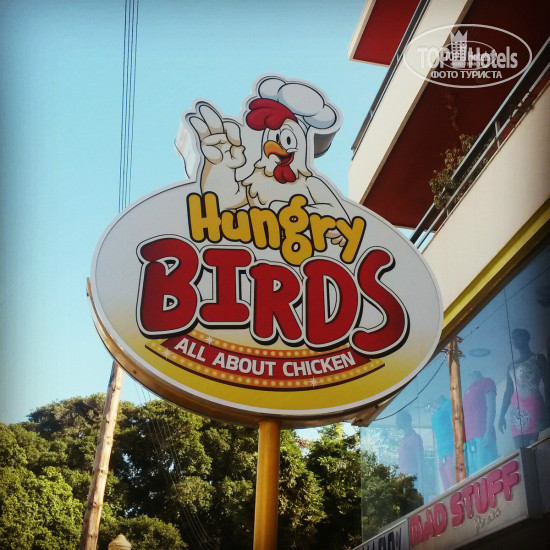 TOPHotels
ФОТО ТУРИСТА
Hungry
BIRDS
ALL ABOUT CHICKEN
MAD STUFF